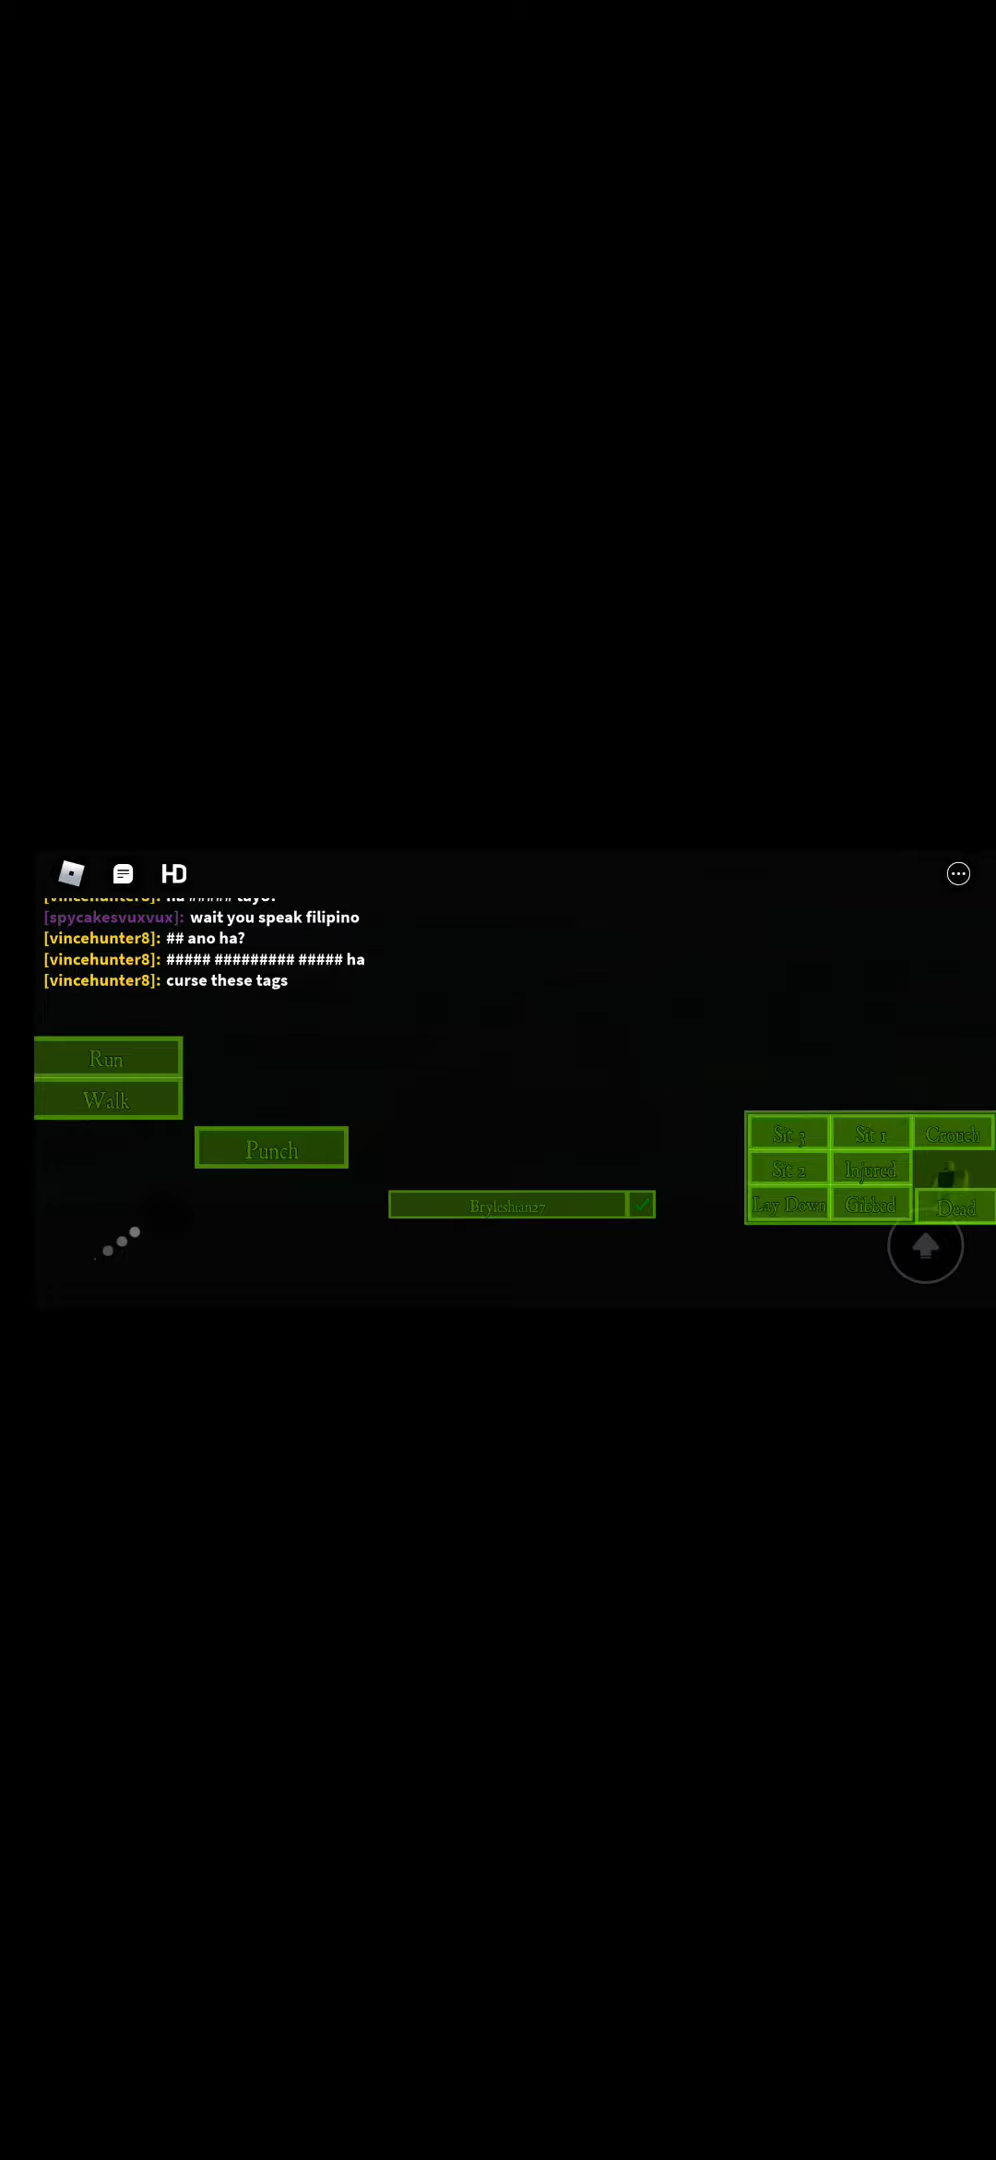 HD
[spycakesvuxvux]: wait you speak filipino
[vincehunter8]: ## ano ha?
[vincehunter8]: ##### ######### ##### ha
[vincehunter8]: curse these tags
Run
Walk
Punch
Sit 3
Sit 1
Crouch
Sit 2
Injured
Lay Down
Gibbed
Dead
Bryleshian27